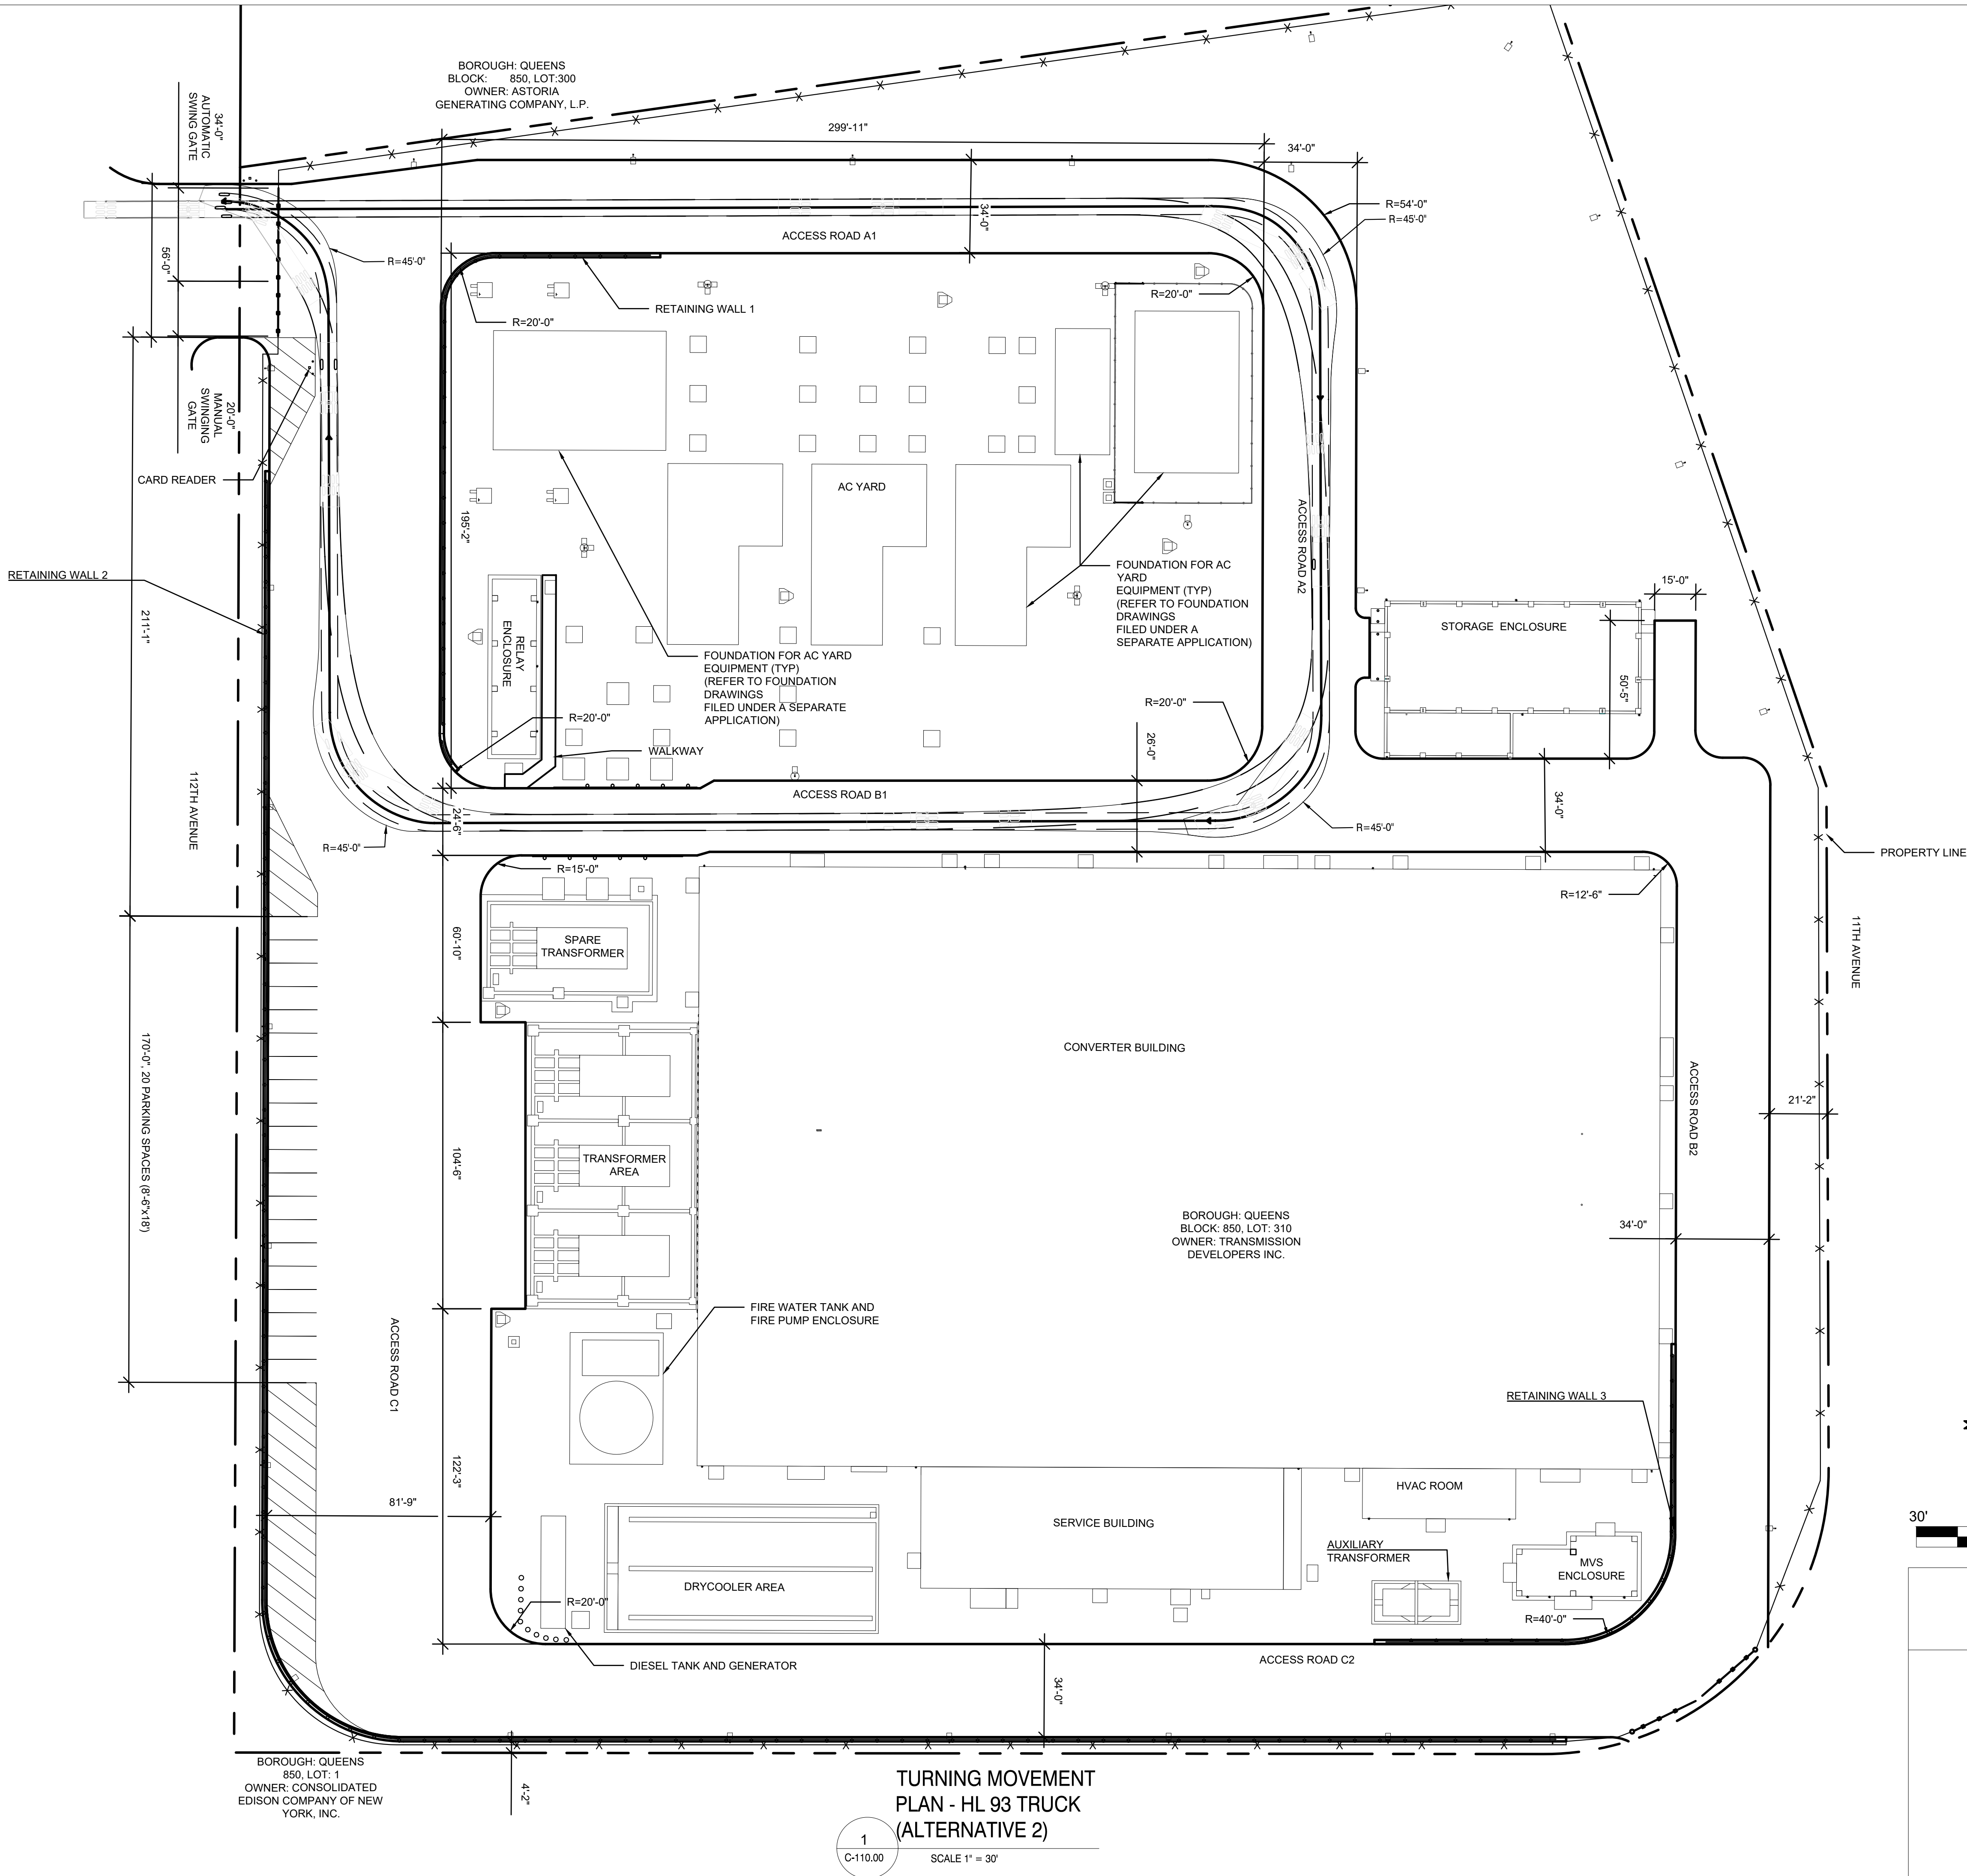 BOROUGH: QUEENS
BLOCK: 850, LOT:300
OWNER: ASTORIA
GENERATING COMPANY, L.P.
34'-0"
AUTOMATIC
SWING GATE
299'-11"
34'-0"
R=54'-0"
R=45'-0"
34'-0"
ACCESS ROAD A1
56'-0"
R=45'-0"
RETAINING WALL 1
R=20'-0"
R=20'-0"
20'-0"
MANUAL
SWINGING
GATE
CARD READER
AC YARD
195'-2"
ACCESS ROAD A2
RETAINING WALL 2
211'-1"
FOUNDATION FOR AC
YARD
EQUIPMENT (TYP)
(REFER TO FOUNDATION
DRAWINGS
FILED UNDER A
SEPARATE APPLICATION)
15'-0"
STORAGE ENCLOSURE
50'-5"
RELAY
ENCLOSURE
FOUNDATION FOR AC YARD
EQUIPMENT (TYP)
(REFER TO FOUNDATION
DRAWINGS
FILED UNDER A SEPARATE
APPLICATION)
R=20'-0"
R=20'-0"
WALKWAY
26'-0"
112TH AVENUE
ACCESS ROAD B1
24'-6"
34'-0"
R=45'-0"
R=45'-0"
PROPERTY LINE
R=15'-0"
R=12'-6"
11TH AVENUE
60'-10"
SPARE
TRANSFORMER
CONVERTER BUILDING
170'-0", 20 PARKING SPACES (8'-6"x18')
ACCESS ROAD B2
21'-2"
104'-6"
TRANSFORMER
AREA
BOROUGH: QUEENS
BLOCK: 850, LOT: 310
OWNER: TRANSMISSION
DEVELOPERS INC.
34'-0"
FIRE WATER TANK AND
FIRE PUMP ENCLOSURE
ACCESS ROAD C1
RETAINING WALL 3
122'-3"
81'-9"
HVAC ROOM
SERVICE BUILDING
30'
AUXILIARY
TRANSFORMER
MVS
ENCLOSURE
DRYCOOLER AREA
R=20'-0"
R=40'-0"
DIESEL TANK AND GENERATOR
ACCESS ROAD C2
34'-0"
BOROUGH: QUEENS
850, LOT: 1
OWNER: CONSOLIDATED
EDISON COMPANY OF NEW
YORK, INC.
4'-2"
TURNING MOVEMENT
PLAN - HL 93 TRUCK
(ALTERNATIVE 2)
1
C-110.00
SCALE 1" = 30'